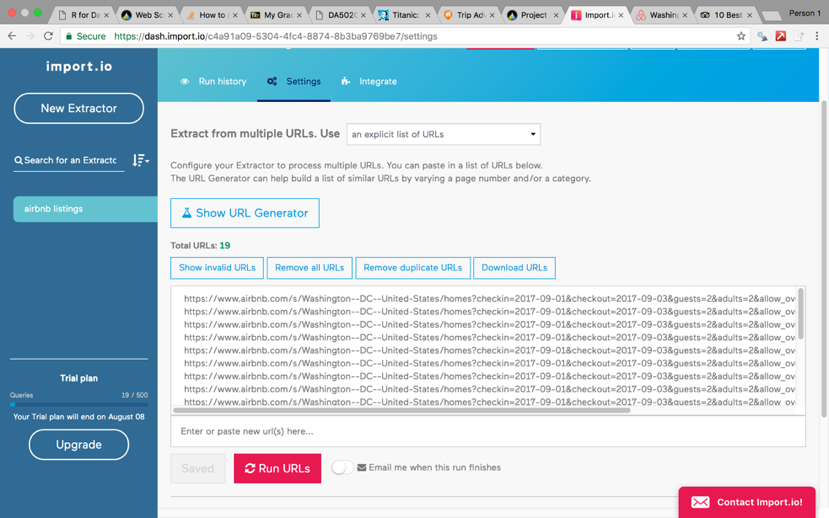 R for Da
Web Sc
How to
My Grac
DA502
Titanic:
Trip Adv
Project
Import.io
Washing
10 Best
Person 1
Secure https://dash.import.io/c4a91a09-5304-4fc4-8874-8b3ba9769be7/settings
import.io
Run history
Settings
Integrate
New Extractor
Search for an Extractc
airbnb listings
Extract from multiple URLs. Use
an explicit list of URLs
Configure your Extractor to process multiple URLs. You can paste in a list of URLs below.
The URL Generator can help build a list of similar URLs by varying a page number and/or a category.
Show URL Generator
Total URLs: 19
Show invalid URLs
Remove all URLs
Remove duplicate URLs
Download URLs
https://www.airbnb.com/s/Washington--DC--United-States/homes?checkin=2017-09-01&checkout=2017-09-03&guests=2&adults=2&allow_ov
https://www.airbnb.com/s/Washington--DC--United-States/homes?checkin=2017-09-01&checkout=2017-09-03&guests=2&adults=2&allow_ov
https://www.airbnb.com/s/Washington--DC--United-States/homes?checkin=2017-09-01&checkout=2017-09-03&guests=2&adults=2&allow_ov
https://www.airbnb.com/s/Washington--DC--United-States/homes?checkin=2017-09-01&checkout=2017-09-03&guests=2&adults=2&allow_ov
https://www.airbnb.com/s/Washington--DC--United-States/homes?checkin=2017-09-01&checkout=2017-09-03&guests=2&adults=2&allow_ov
https://www.airbnb.com/s/Washington--DC--United-States/homes?checkin=2017-09-01&checkout=2017-09-03&guests=2&adults=2&allow_ov
https://www.airbnb.com/s/Washington--DC--United-States/homes?checkin=2017-09-01&checkout=2017-09-03&guests=2&adults=2&allow_ov
https://www.airbnb.com/s/Washington--DC--United-States/homes?checkin=2017-09-01&checkout=2017-09-03&guests=2&adults=2&allow_ov
https://www.airbnb.com/s/Washington--DC--United-States/homes?checkin=2017-09-01&checkout=2017-09-03&guests=2&adults=2&allow_ov
Enter or paste new url(s) here...
Trial plan
Queries 19 / 500
Your Trial plan will end on August 08
Upgrade
Saved
Run URLs
Email me when this run finishes
Contact Import.io!